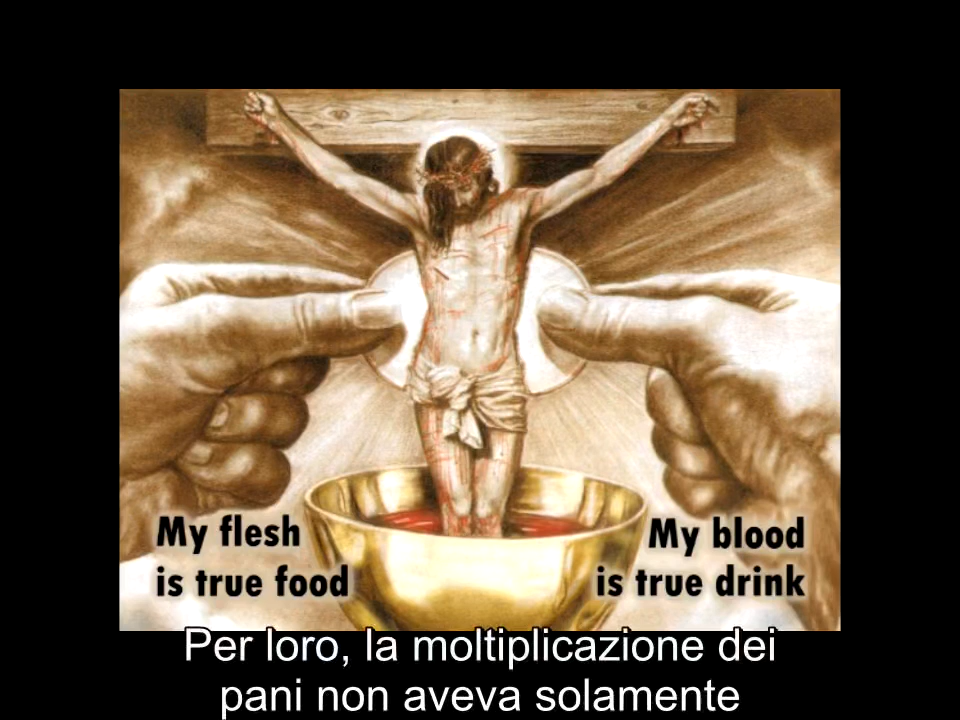 My flesh
is true food
My blood
is true drink
Per loro, la moltiplicazione dei
pani non aveva solamente